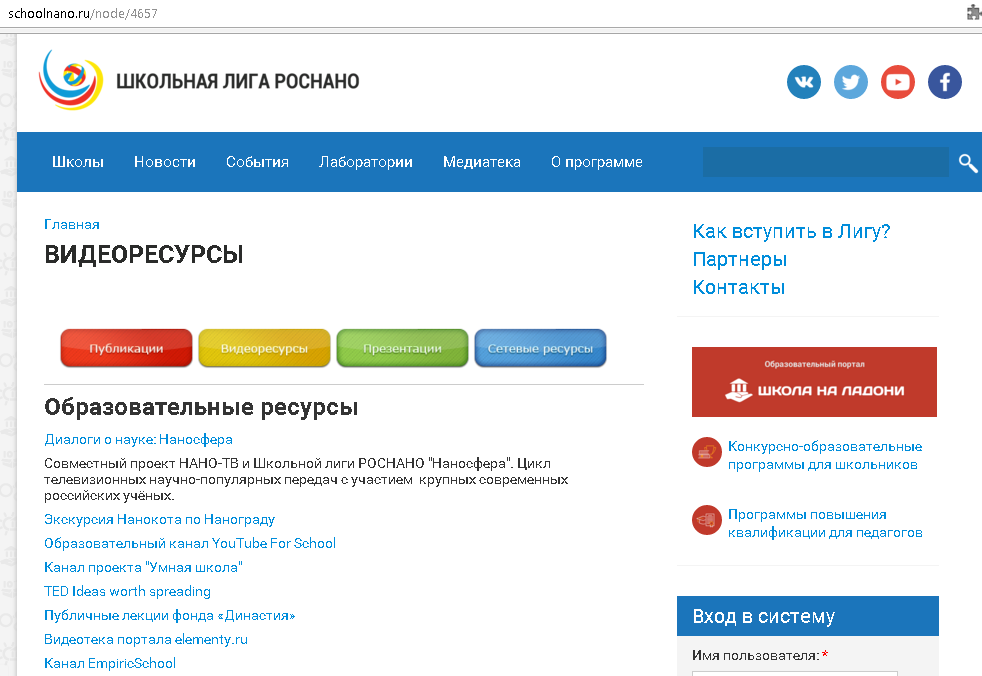 schoolnano.ru/node/4657
ШКОЛЬНАЯ ЛИГА РОСНАНО
Школы Новости События Лаборатории Медиатека О программе
Главная
ВИДЕОРЕСУРСЫ
Публикации Видеоресурсы Презентации Сетевые ресурсы
Образовательные ресурсы
Диалоги о науке: Наносфера
Совместный проект НАНО-ТВ и Школьной лиги РОСНАНО "Наносфера". Цикл
телевизионных научно-популярных передач с участием крупных современных
российских учёных.
Экскурсия Нанокота по Нанограду
Образовательный канал YouTube For School
Канал проекта "Умная школа"
TED Ideas worth spreading
Публичные лекции фонда «Династия»
Видеотека портала elementy.ru
Канал EmpiricSchool
Как вступить в Лигу?
Партнеры
Контакты
Образовательный портал
ШКОЛА НА ЛАДОНИ
Конкурсно-образовательные
программы для школьников
Программы повышения
квалификации для педагогов
Вход в систему
Имя пользователя: *